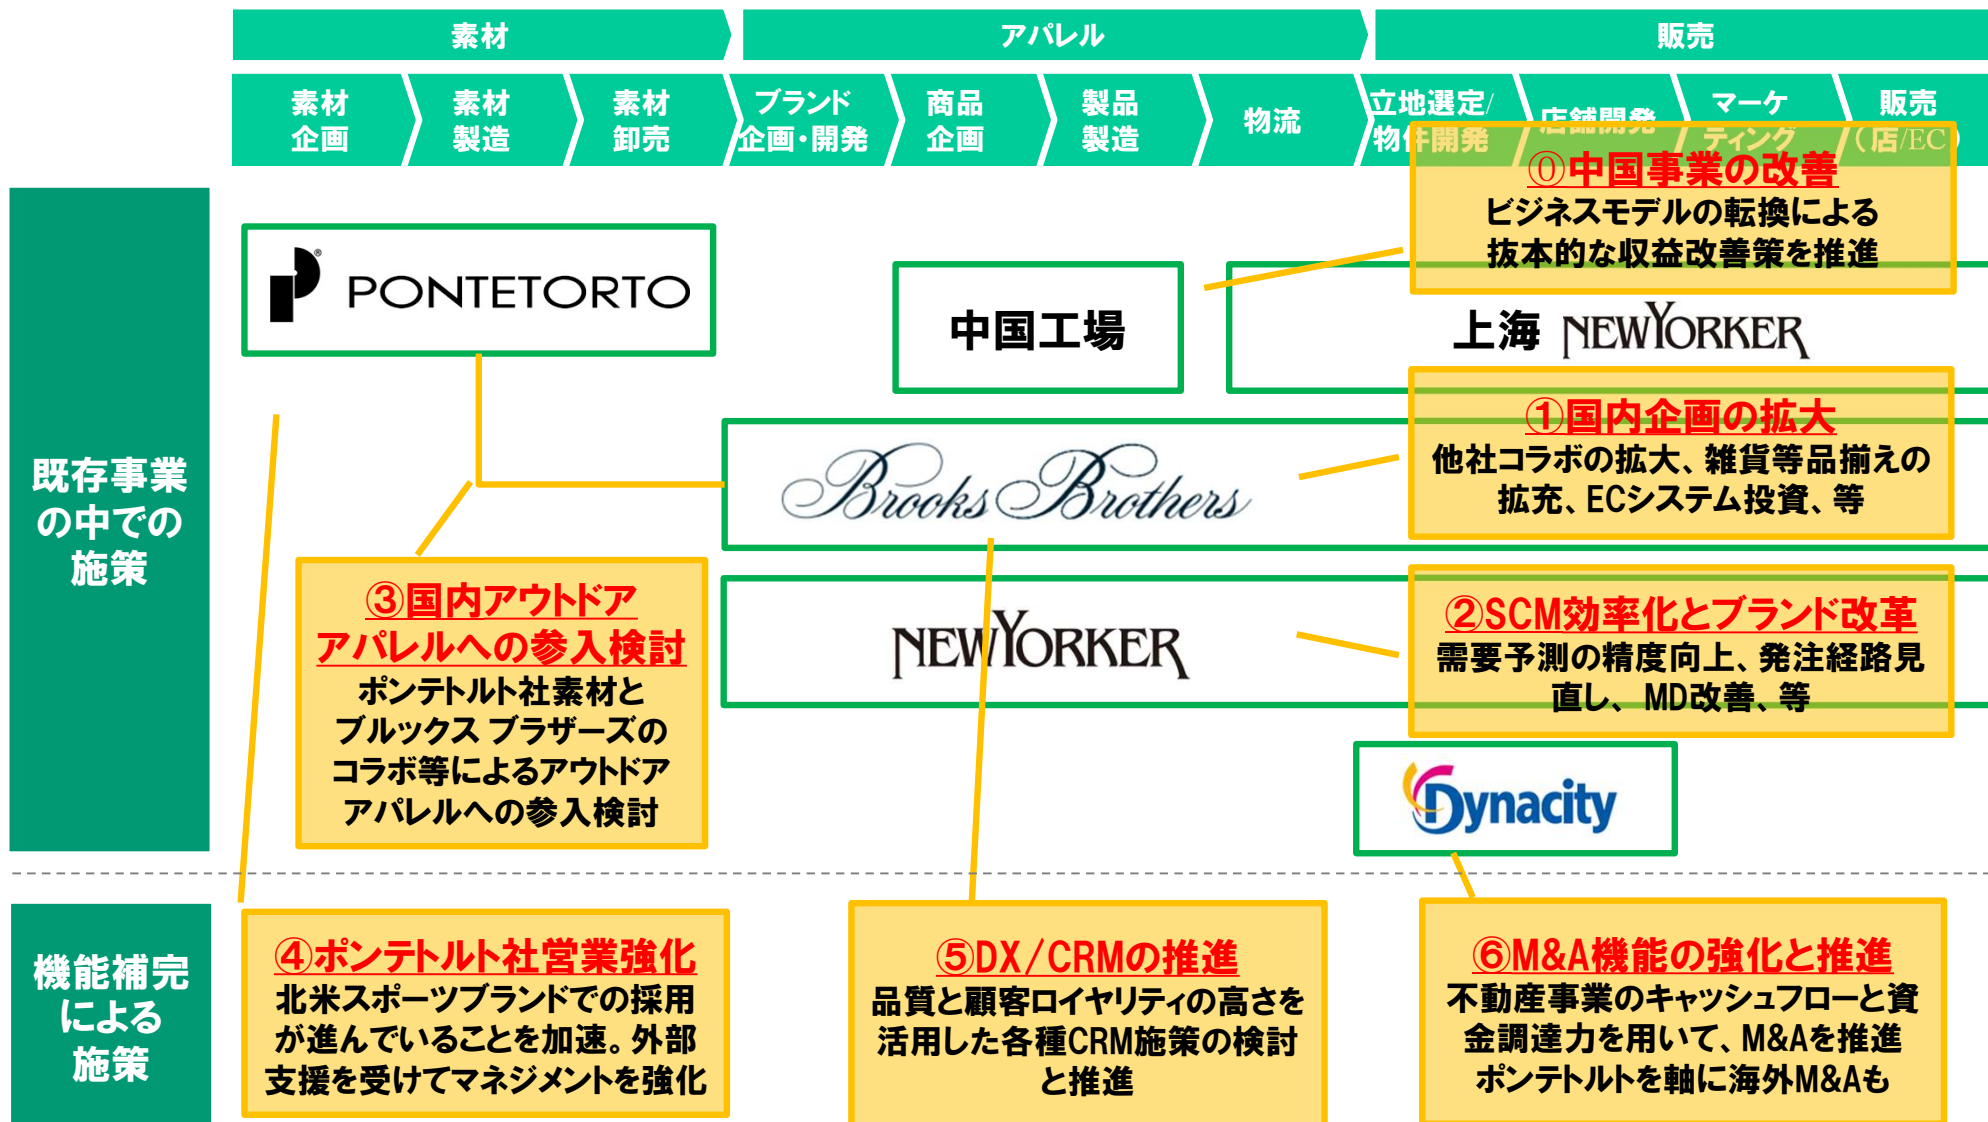 素材
アパレル
販売
素材
企画
素材
製造
素材
卸売
ブランド
企画・開発
商品
企画
製品
製造
物流
立地選定/
物件開発
店舗開発
マーケ
ティング
販売
(店/EC)
既存事業
の中での
施策
PONTETORTO
中国工場
⓪中国事業の改善
ビジネスモデルの転換による
抜本的な収益改善策を推進
上海 NEWYORKER
Brooks Brothers
①国内企画の拡大
他社コラボの拡大、雑貨等品揃えの
拡充、ECシステム投資、等
③国内アウトドア
アパレルへの参入検討
ポンテトルト社素材と
ブルックス ブラザーズの
コラボ等によるアウトドア
アパレルへの参入検討
NEWYORKER
②SCM効率化とブランド改革
需要予測の精度向上、発注経路見
直し、MD改善、等
Dynacity
機能補完
による
施策
④ポンテトルト社営業強化
北米スポーツブランドでの採用
が進んでいることを加速。外部
支援を受けてマネジメントを強化
⑤DX/CRMの推進
品質と顧客ロイヤリティの高さを
活用した各種CRM施策の検討
と推進
⑥M&A機能の強化と推進
不動産事業のキャッシュフローと資
金調達力を用いて、M&Aを推進
ポンテトルトを軸に海外M&Aも